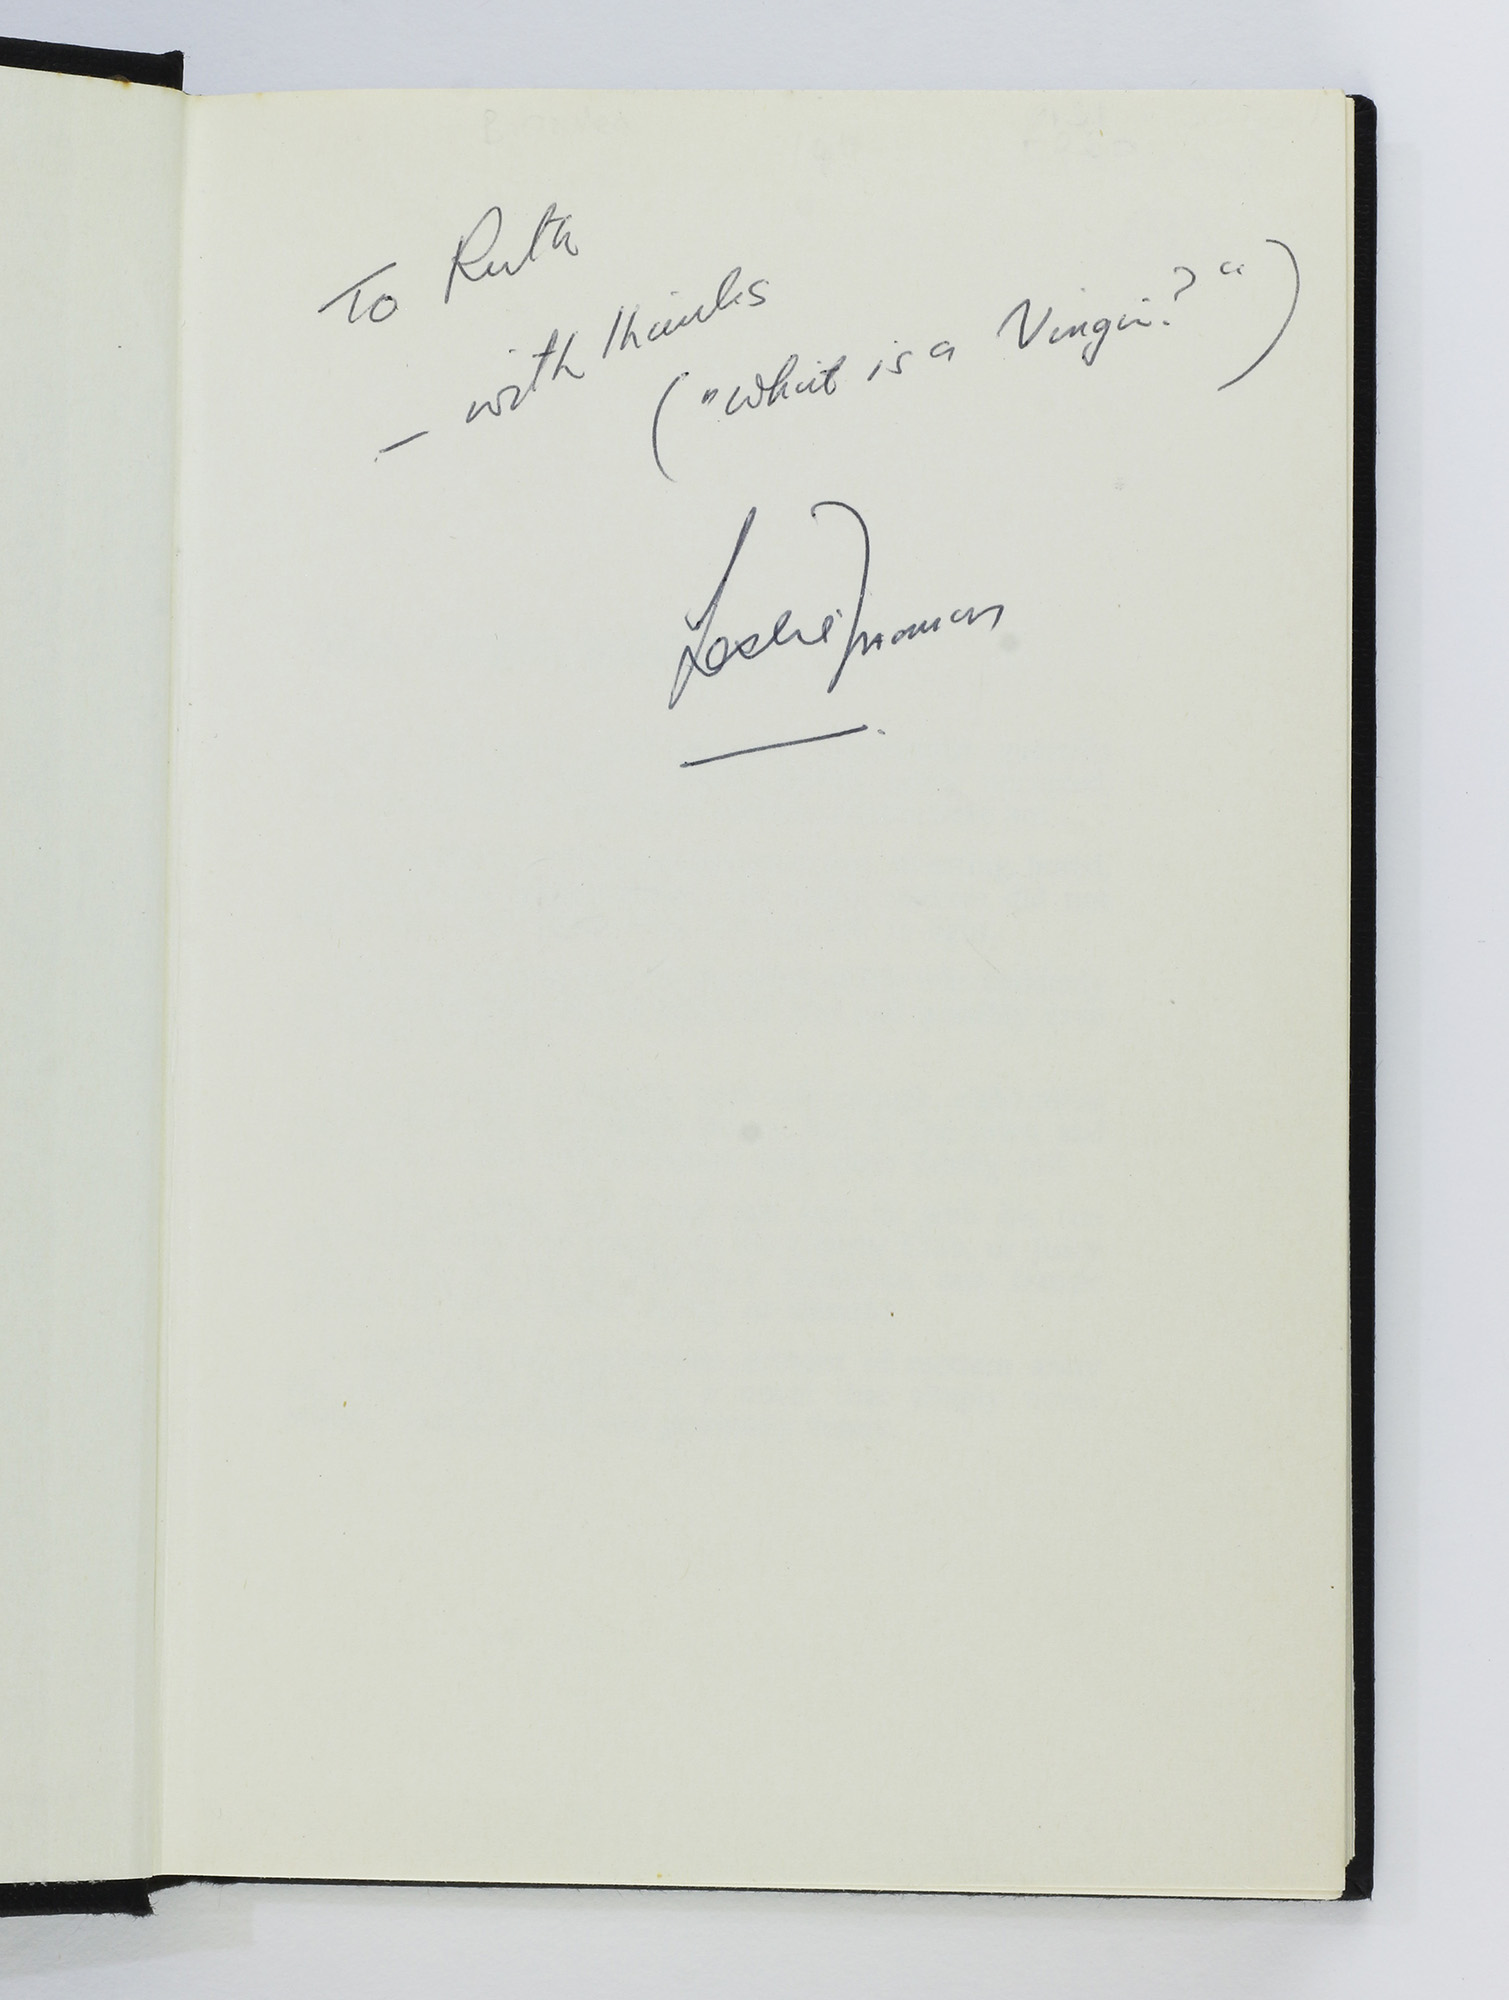 To Ruth
— with thanks
("What is a Virgin?")
Leslie Thomas